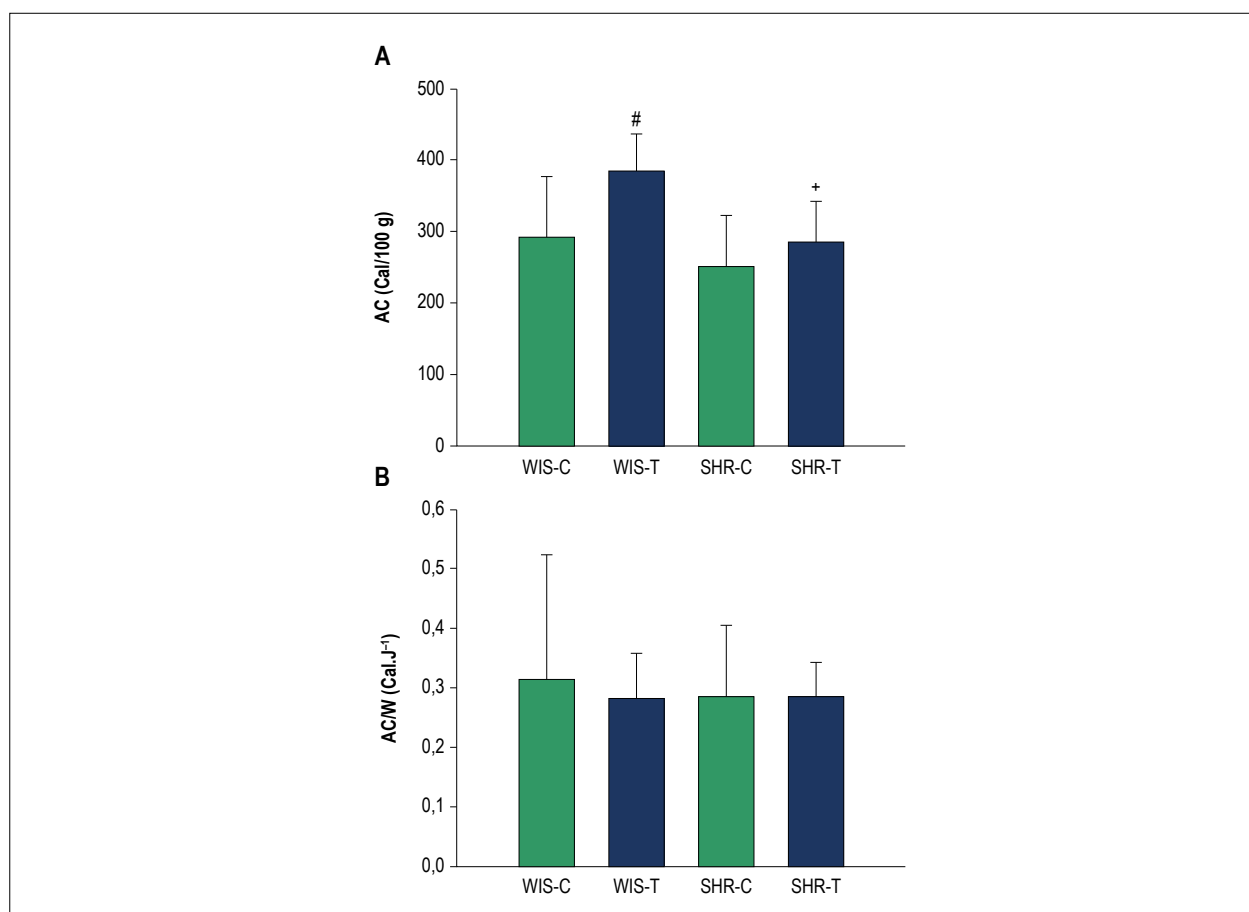 A
500
400
300
200
100
0
AC (Cal/100 g)
#
+
WIS-C WIS-T SHR-C SHR-T
B
0,6
0,5
0,4
0,3
0,2
0,1
0,0
AC/W (Cal.J⁻¹)
WIS-C WIS-T SHR-C SHR-T